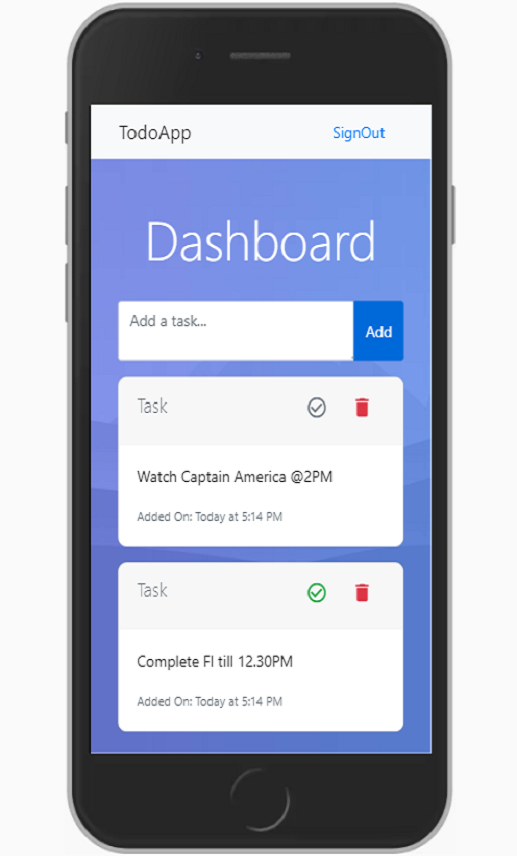 TodoApp SignOut
Dashboard
Add a task...
Add
Task
Watch Captain America @2PM
Added On: Today at 5:14 PM
Task
Complete FI till 12.30PM
Added On: Today at 5:14 PM